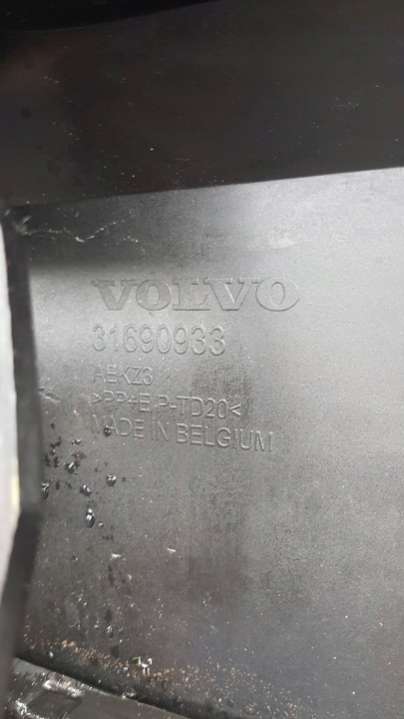 VOLVO
31690933
AEKZ3
>PP+E/P-TD20<
MADE IN BELGIUM